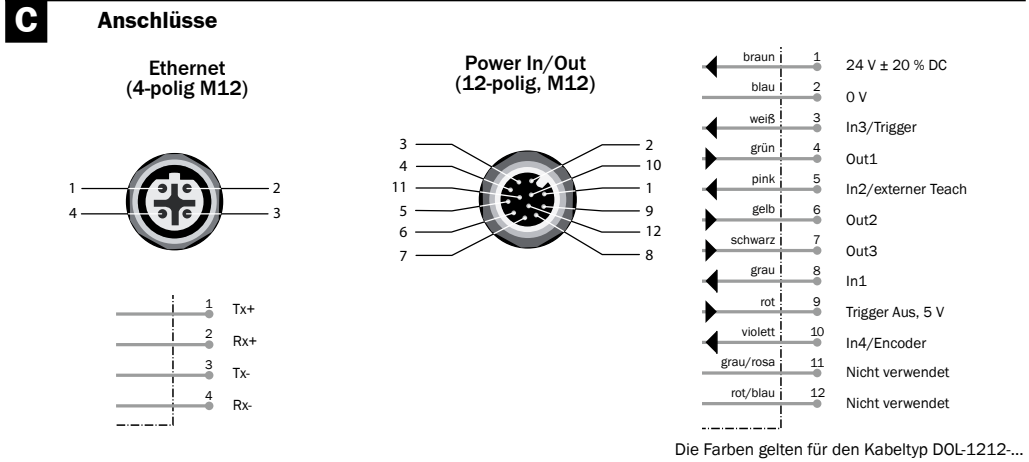 C Anschlüsse
Ethernet
(4-polig M12)
1 2
4 3
1 Tx+
2 Rx+
3 Tx-
4 Rx-
Power In/Out
(12-polig, M12)
3 2
4 10
11 1
5 9
6 12
7 8
braun 1 24 V ± 20 % DC
blau 2 0 V
weiß 3 In3/Trigger
grün 4 Out1
pink 5 In2/externer Teach
gelb 6 Out2
schwarz 7 Out3
grau 8 In1
rot 9 Trigger Aus, 5 V
violett 10 In4/Encoder
grau/rosa 11 Nicht verwendet
rot/blau 12 Nicht verwendet
Die Farben gelten für den Kabeltyp DOL-1212-...